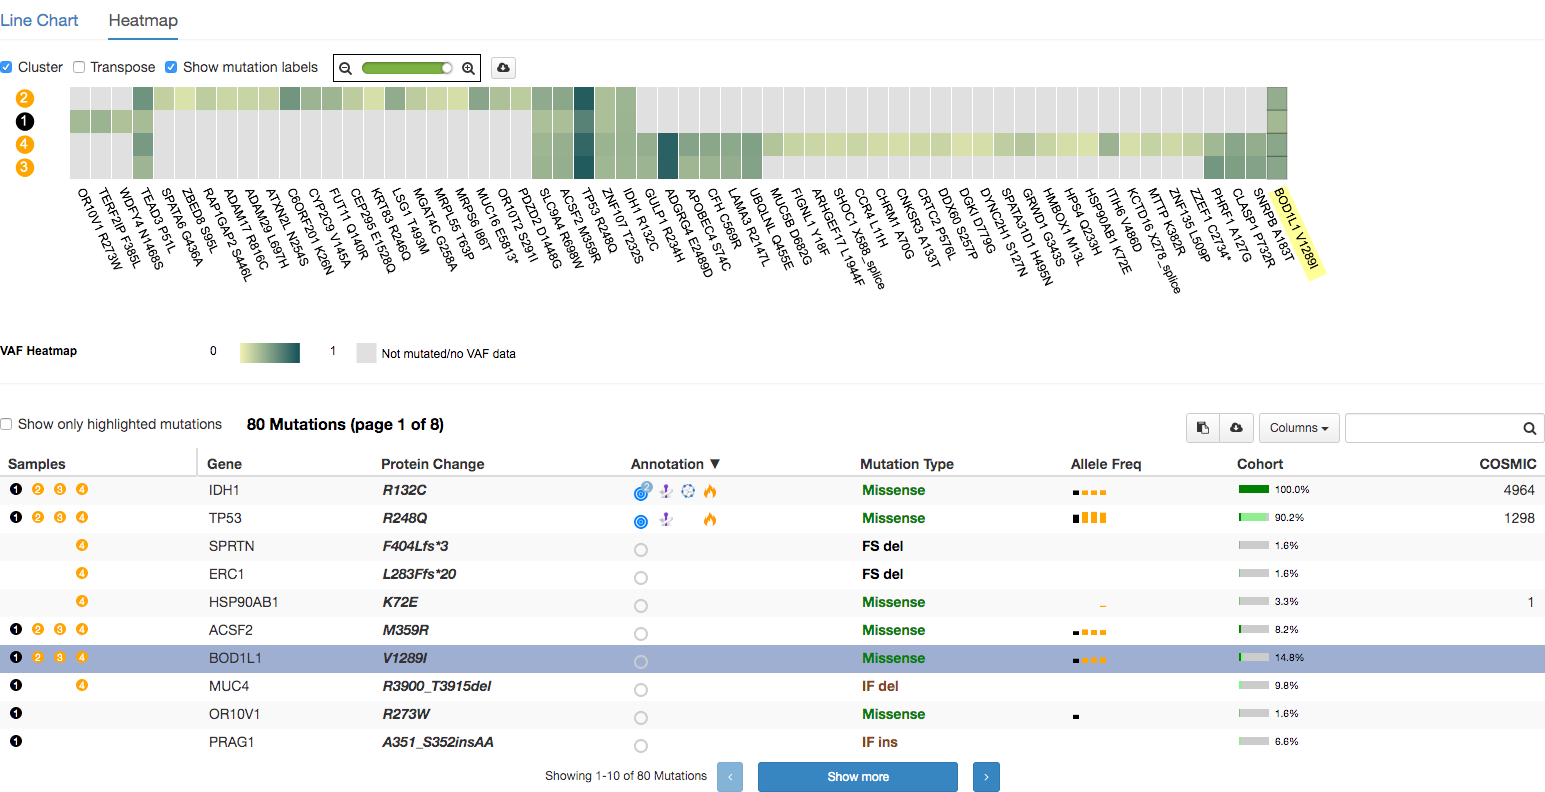 Line Chart Heatmap
Cluster Transpose Show mutation labels
2
1
4
3
OR10V1 R273W
TERF2IP F365L
WDFY4 N1468S
TEAD3 P51L
SPATA6 G436A
ZBED8 S95L
RAP1GAP2 S446L
ADAM17 R816C
ADAM29 L697H
ATXN2L N254S
C6ORF201 K26N
CYP2C9 V145A
FUT11 Q140R
CEP295 E1528Q
KRT83 R246Q
LSG1 T493M
MGAT4C G258A
MRPL55 T63P
MRPS6 I86T
MUC16 E5813*
OR10T2 S201I
PDZD2 D1448G
SLC9A4 R698W
ACSF2 M359R
TP53 R248Q
ZNF107 T232S
IDH1 R132C
GULP1 R234H
ADGRG4 E2489D
APOBEC4 S74C
CFH C569R
LAMA3 R2147L
UBQLNL Q455E
MUC5B D682G
FIGNL1 Y18F
ARHGEF17 L1944F
SHOC1 X588_splice
CCR4 L11H
CHRM1 A70G
CNKSR3 A133T
CRTC2 P576L
DDX60 S257P
DGKI D779G
DYNC2H1 S127N
SPATA31D1 H495N
GRWD1 G343S
HMBOX1 M13L
HPS4 Q233H
HSP90AB1 K72E
ITIH6 V486D
KCTD16 X278_splice
MTTP K382R
ZNF135 L509P
ZZEF1 C2734*
PHRF1 A127G
CLASP1 P732R
SNRPB A183T
BOD1L1 V1289I
VAF Heatmap 0 1 Not mutated/no VAF data
Show only highlighted mutations 80 Mutations (page 1 of 8) Columns
Samples Gene Protein Change Annotation ▼ Mutation Type Allele Freq Cohort COSMIC
1 2 3 4 IDH1 R132C 2 Missense 100.0% 4964
1 2 3 4 TP53 R248Q Missense 90.2% 1298
4 SPRTN F404Lfs*3 FS del 1.6%
4 ERC1 L283Ffs*20 FS del 1.6%
4 HSP90AB1 K72E Missense 3.3% 1
1 2 3 4 ACSF2 M359R Missense 8.2%
1 2 3 4 BOD1L1 V1289I Missense 14.8%
1 4 MUC4 R3900_T3915del IF del 9.8%
1 OR10V1 R273W Missense 1.6%
1 PRAG1 A351_S352insAA IF ins 6.6%
Showing 1-10 of 80 Mutations ‹ Show more ›